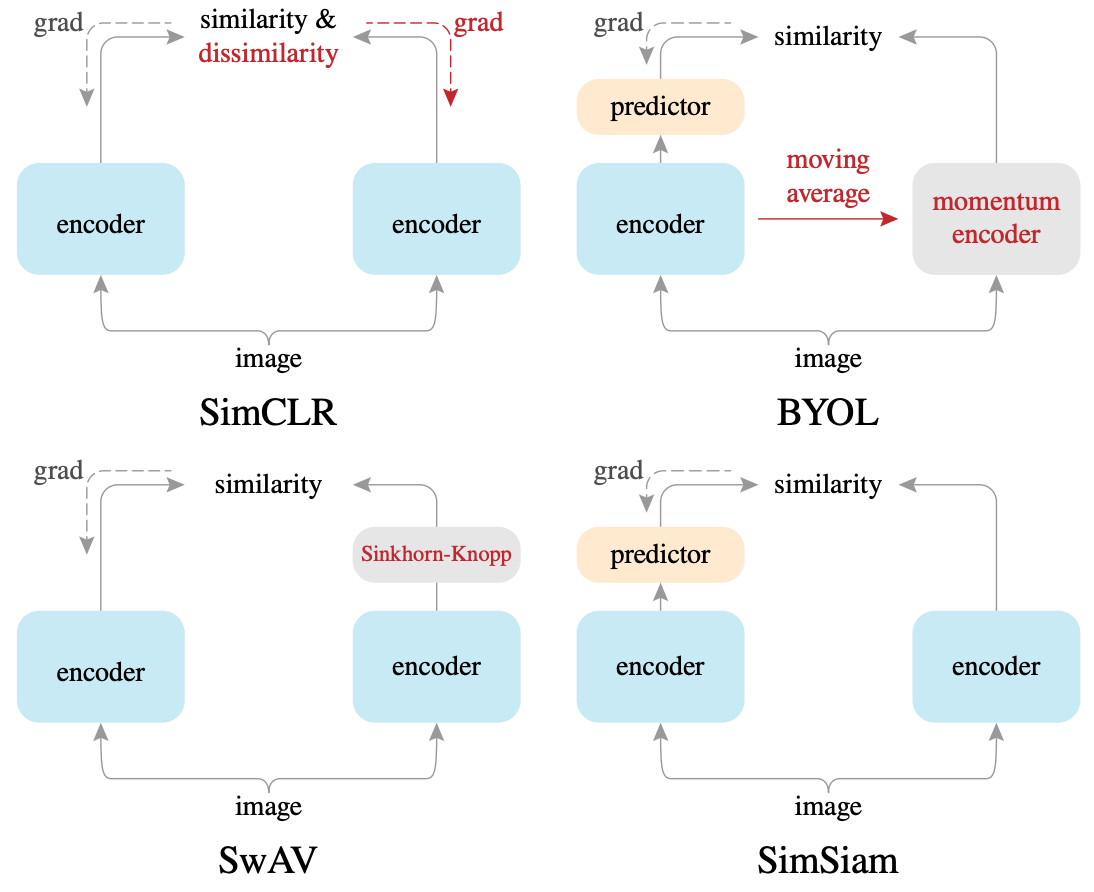 grad
similarity &
dissimilarity
grad
encoder
encoder
image
SimCLR
grad
similarity
predictor
encoder
moving
average
momentum
encoder
image
BYOL
grad
similarity
Sinkhorn-Knopp
encoder
encoder
image
SwAV
grad
similarity
predictor
encoder
encoder
image
SimSiam